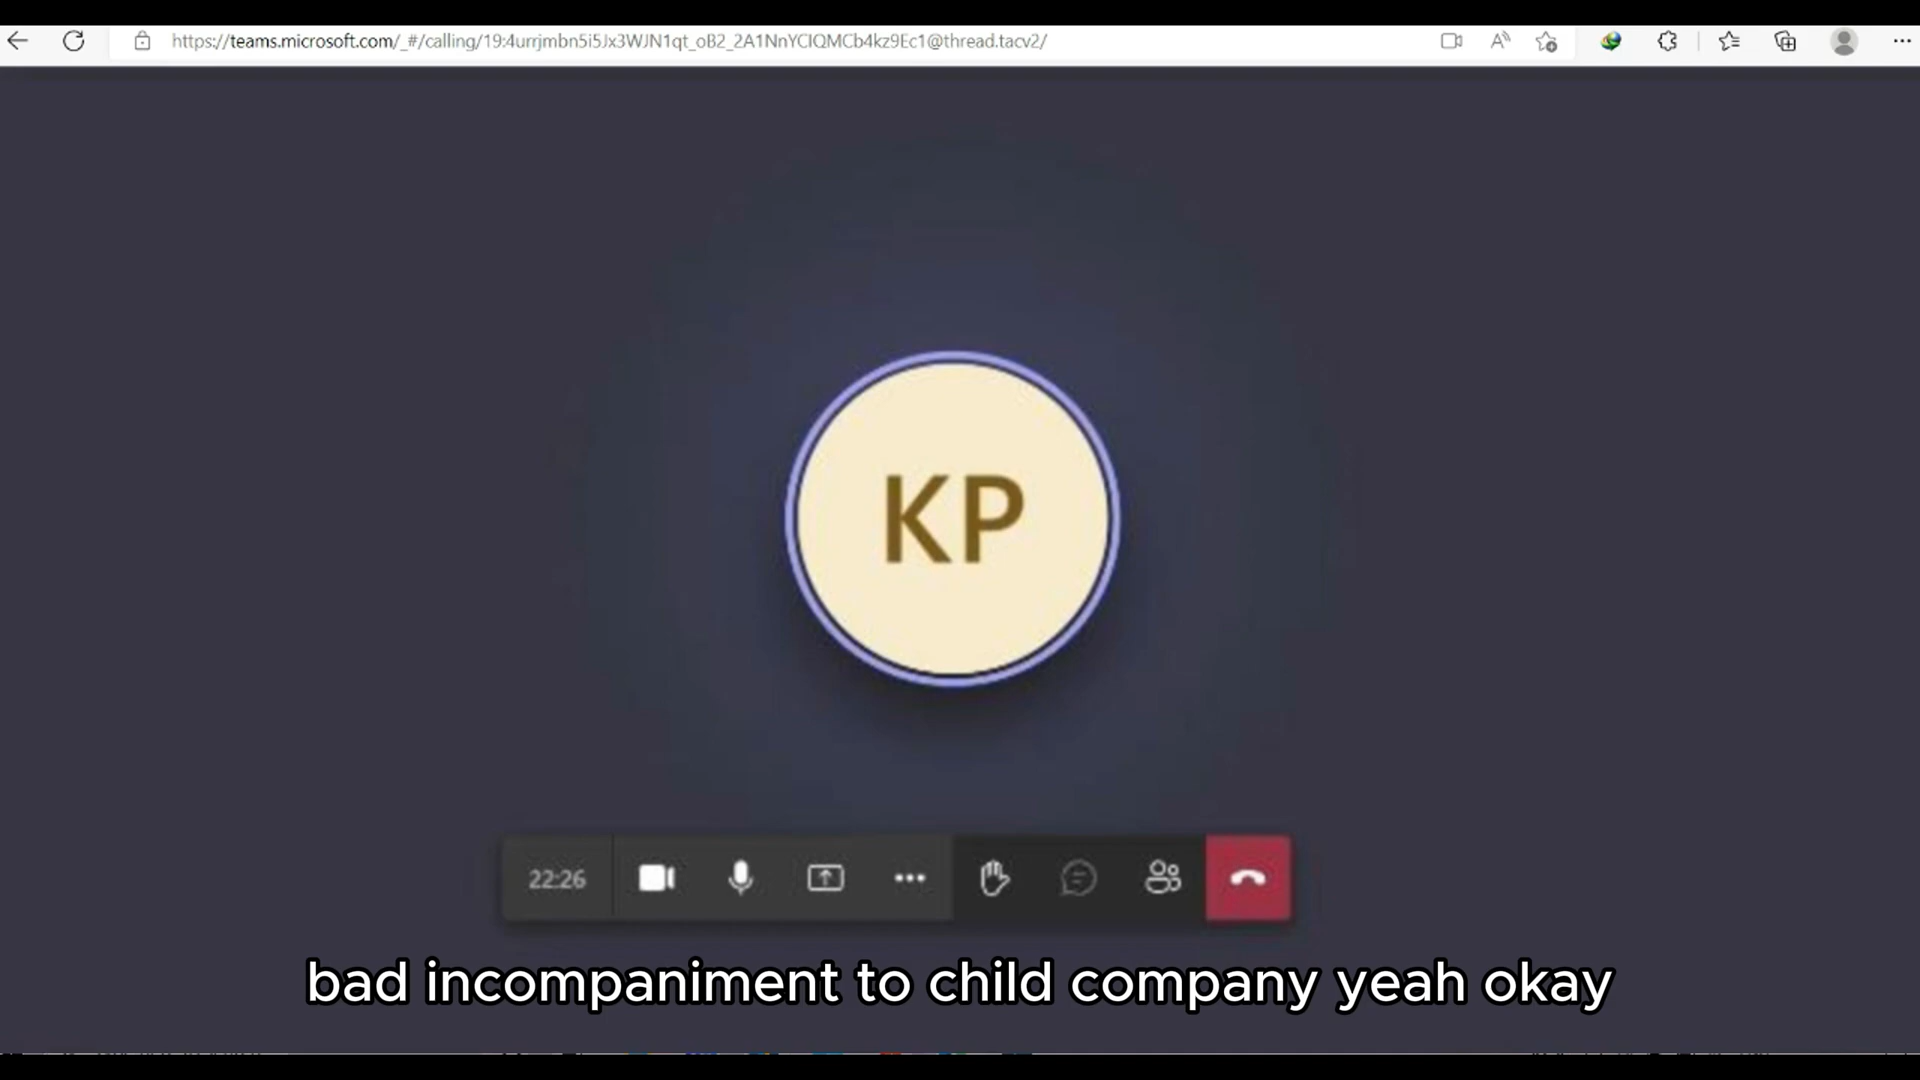 https://teams.microsoft.com/_#/calling/19:4urrjmbn5i5Jx3WJN1qt_oB2_2A1NnYClQMCb4kz9Ec1@thread.tacv2/
KP
22:26
bad incompaniment to child company yeah okay